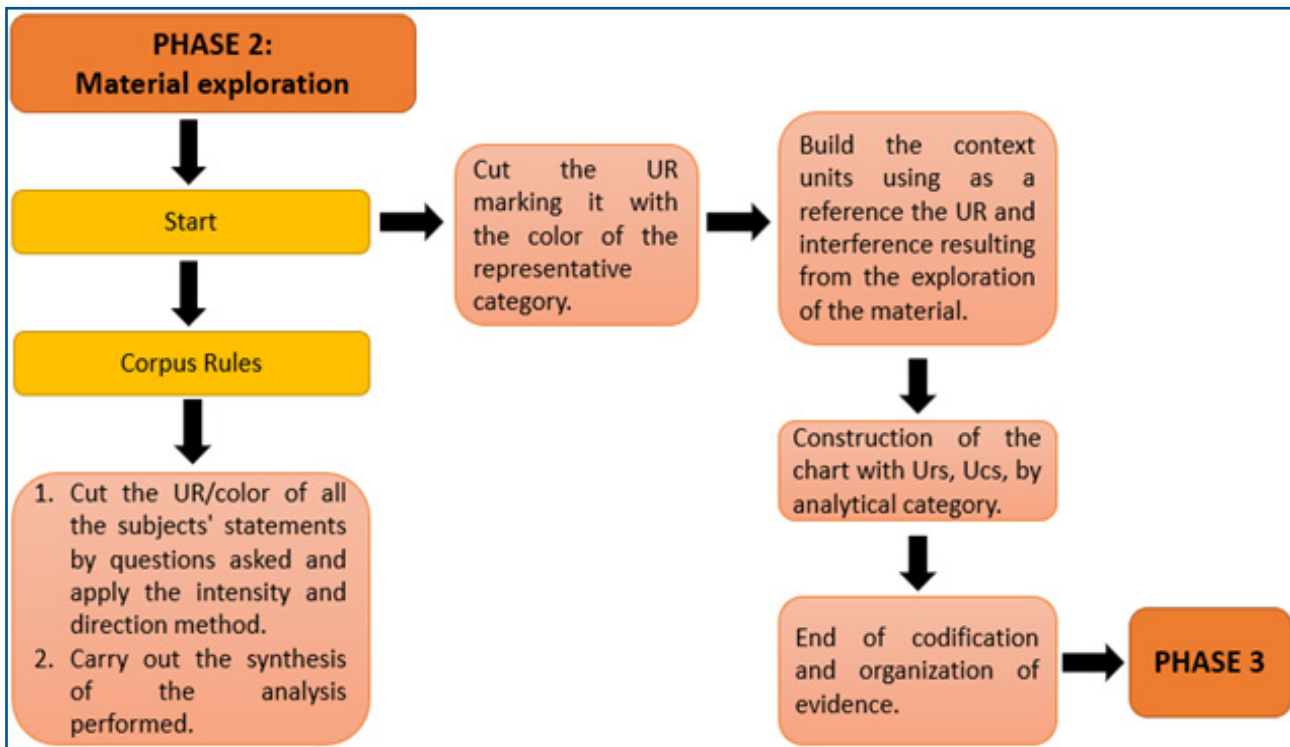 PHASE 2:
Material exploration
Start
Corpus Rules
1. Cut the UR/color of all
the subjects' statements
by questions asked and
apply the intensity and
direction method.
2. Carry out the synthesis
of the analysis
performed.
Cut the UR
marking it with
the color of the
representative
category.
Build the context
units using as a
reference the UR and
interference resulting
from the exploration
of the material.
Construction of the
chart with Urs, Ucs, by
analytical category.
End of codification
and organization of
evidence.
PHASE 3